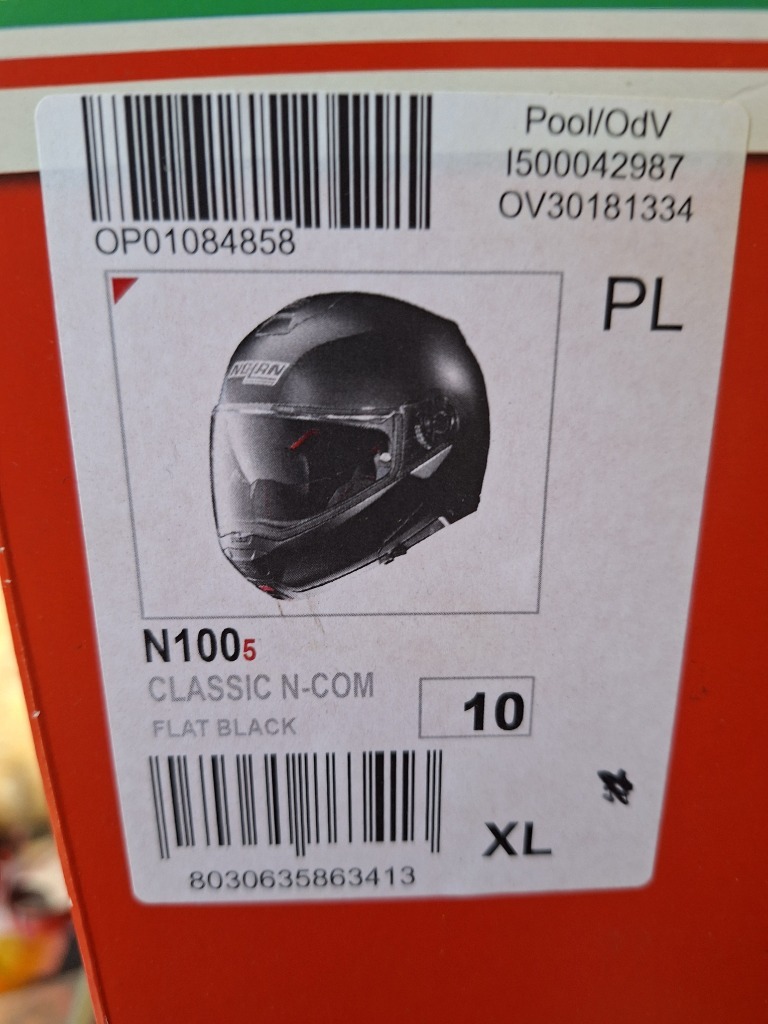 Pool/OdV
I500042987
OV30181334
OP01084858
PL
NOLAN
N1005
CLASSIC N-COM
FLAT BLACK
10
XL
8030635863413